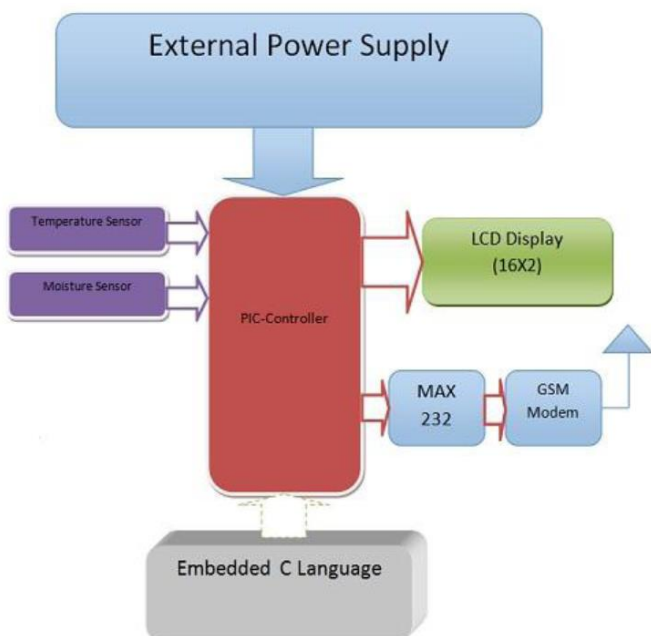 External Power Supply
Temperature Sensor
Moisture Sensor
PIC-Controller
LCD Display
(16X2)
MAX
232
GSM
Modem
Embedded C Language